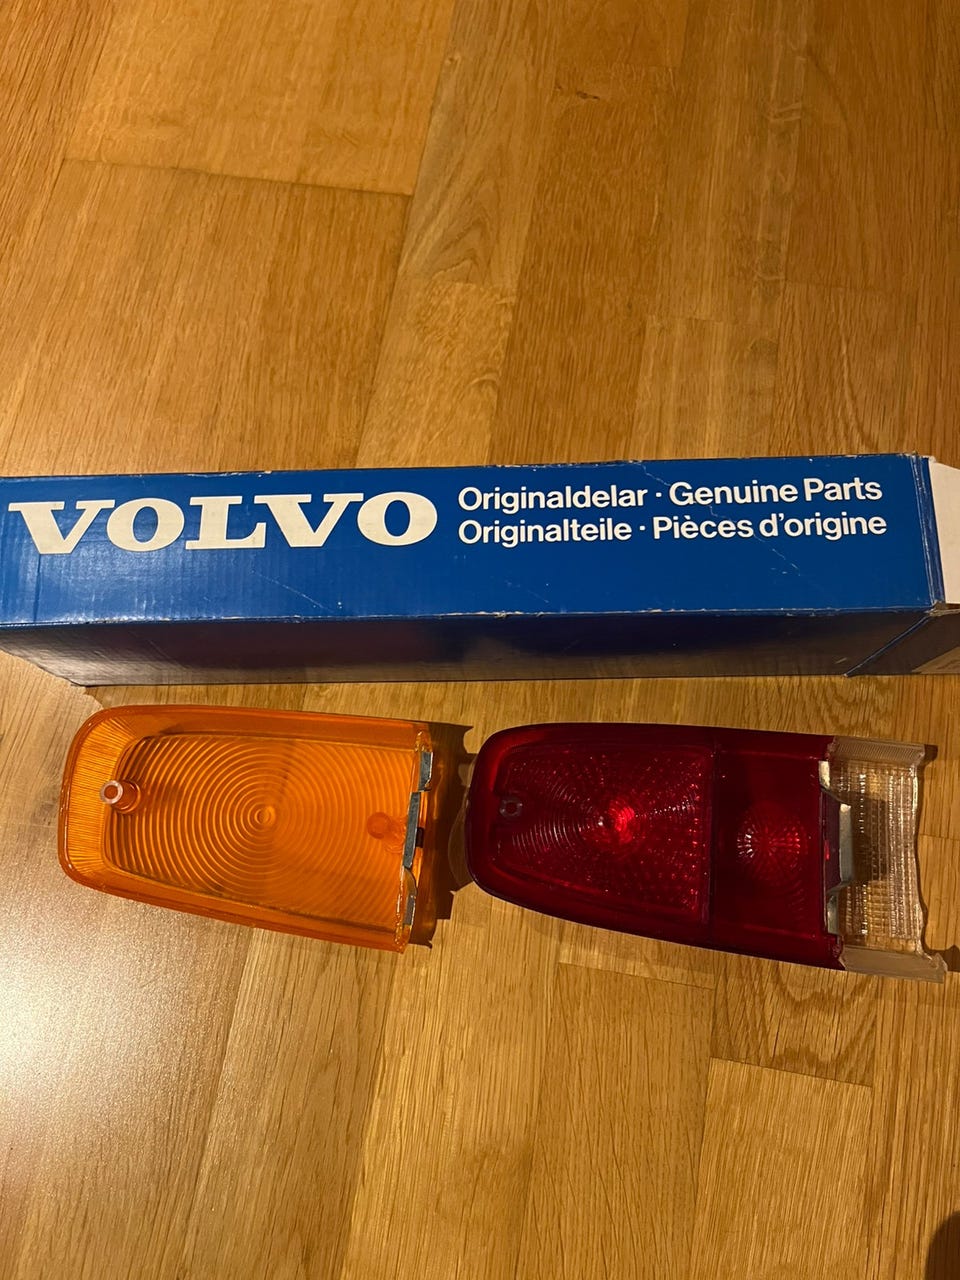 VOLVO
Originaldelar · Genuine Parts
Originalteile · Pièces d'origine